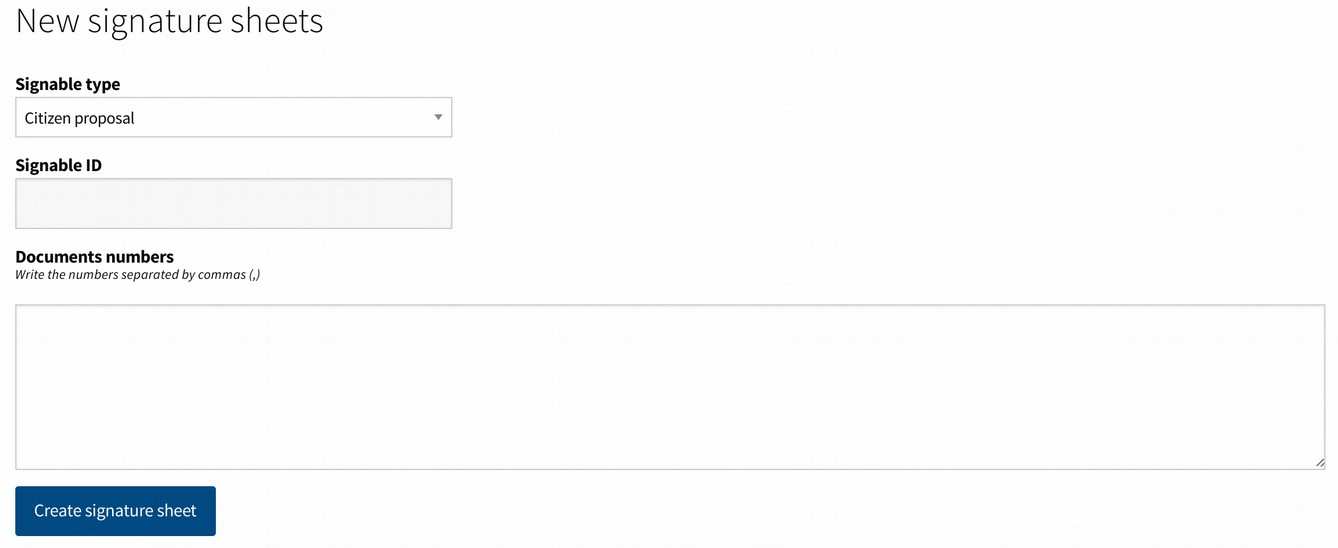 New signature sheets
Signable type
Citizen proposal
Signable ID
Documents numbers
Write the numbers separated by commas (,)
Create signature sheet